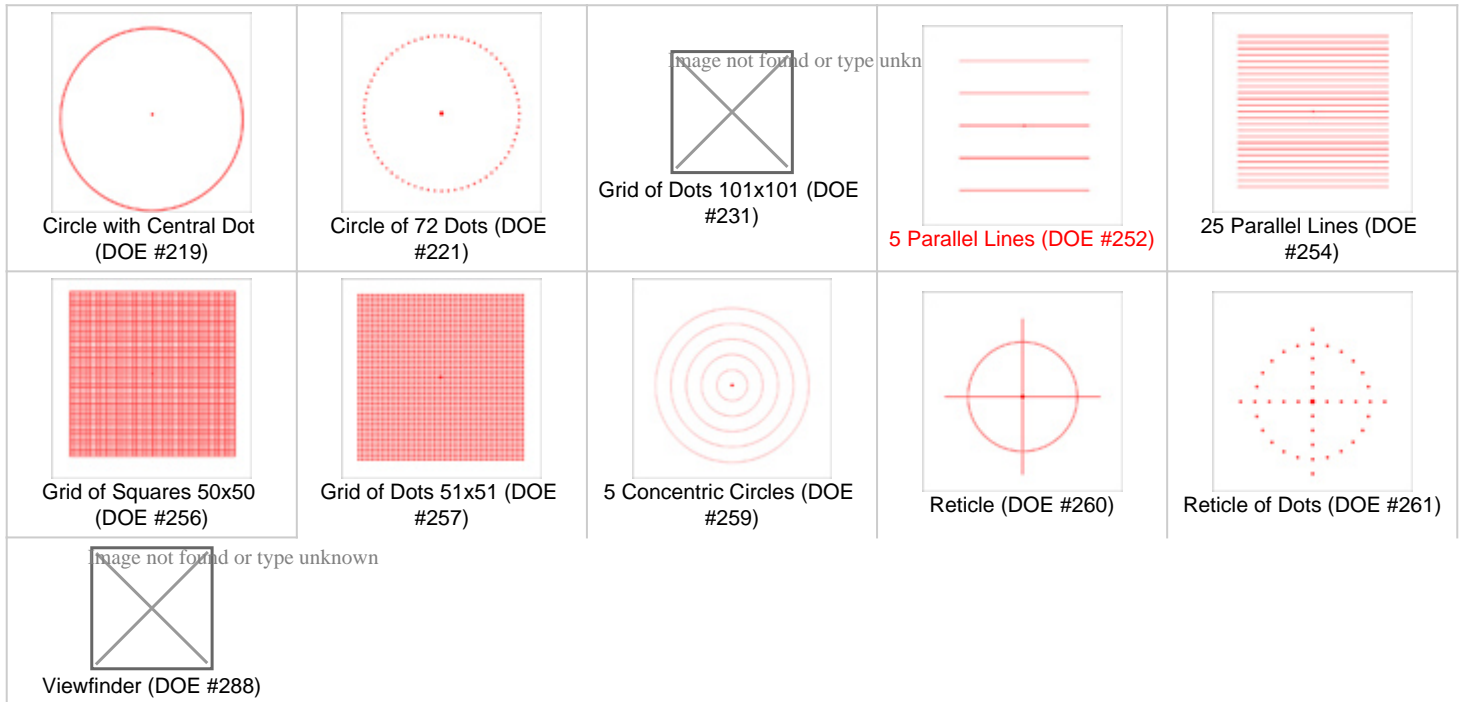 Image not found or type unkn
Circle with Central Dot
(DOE #219)
Circle of 72 Dots (DOE
#221)
Grid of Dots 101x101 (DOE
#231)
5 Parallel Lines (DOE #252)
25 Parallel Lines (DOE
#254)
Grid of Squares 50x50
(DOE #256)
Grid of Dots 51x51 (DOE
#257)
5 Concentric Circles (DOE
#259)
Reticle (DOE #260)
Reticle of Dots (DOE #261)
Image not found or type unknown
Viewfinder (DOE #288)